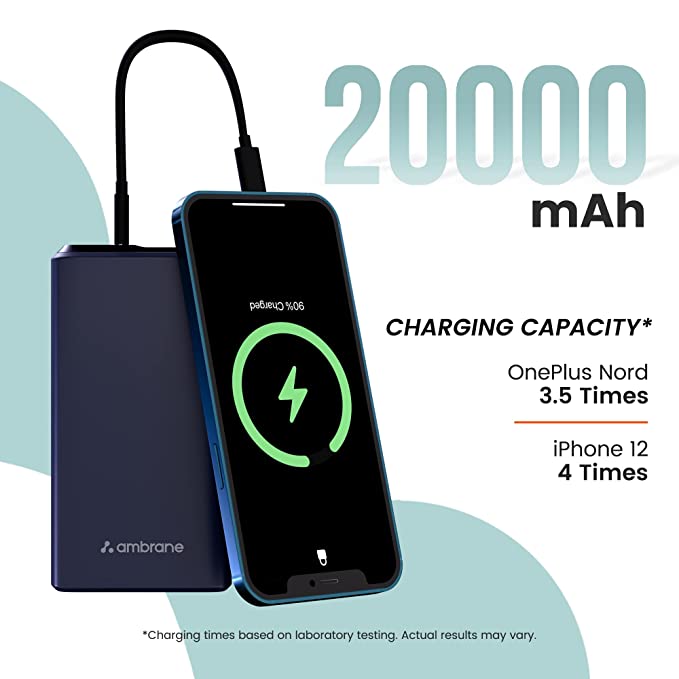 20000
mAh
CHARGING CAPACITY*
OnePlus Nord
3.5 Times
iPhone 12
4 Times
90% Charged
ambrane
*Charging times based on laboratory testing. Actual results may vary.